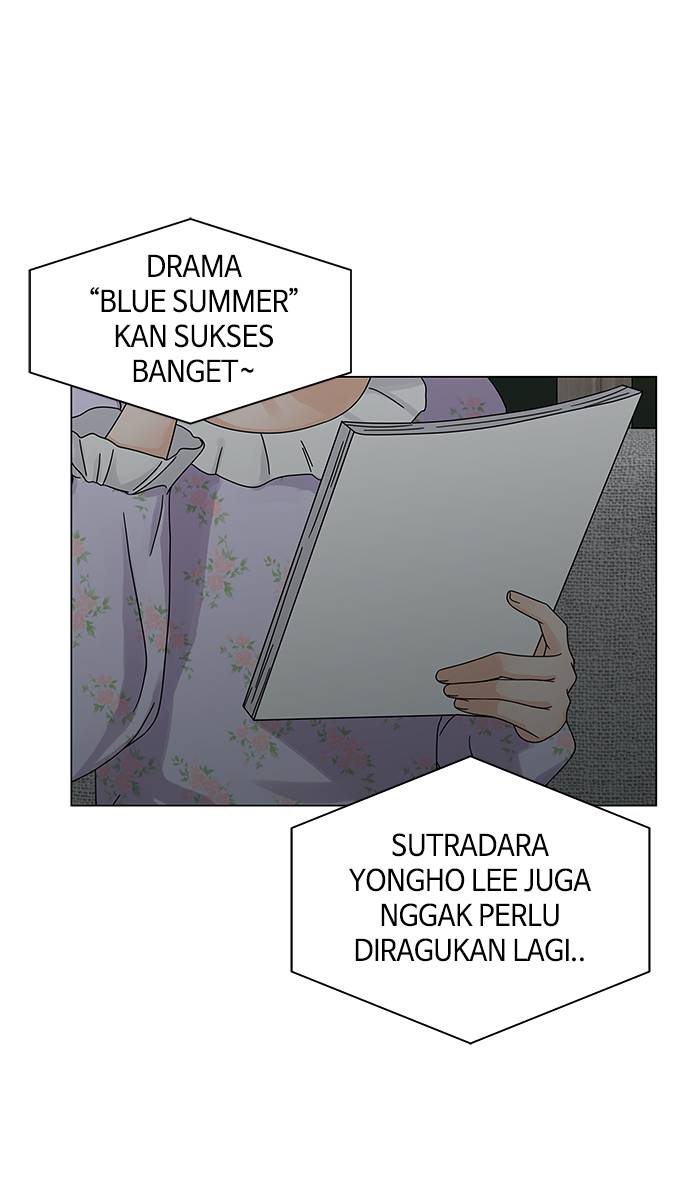 DRAMA
“BLUE SUMMER”
KAN SUKSES
BANGET~
SUTRADARA
YONGHO LEE JUGA
NGGAK PERLU
DIRAGUKAN LAGI..